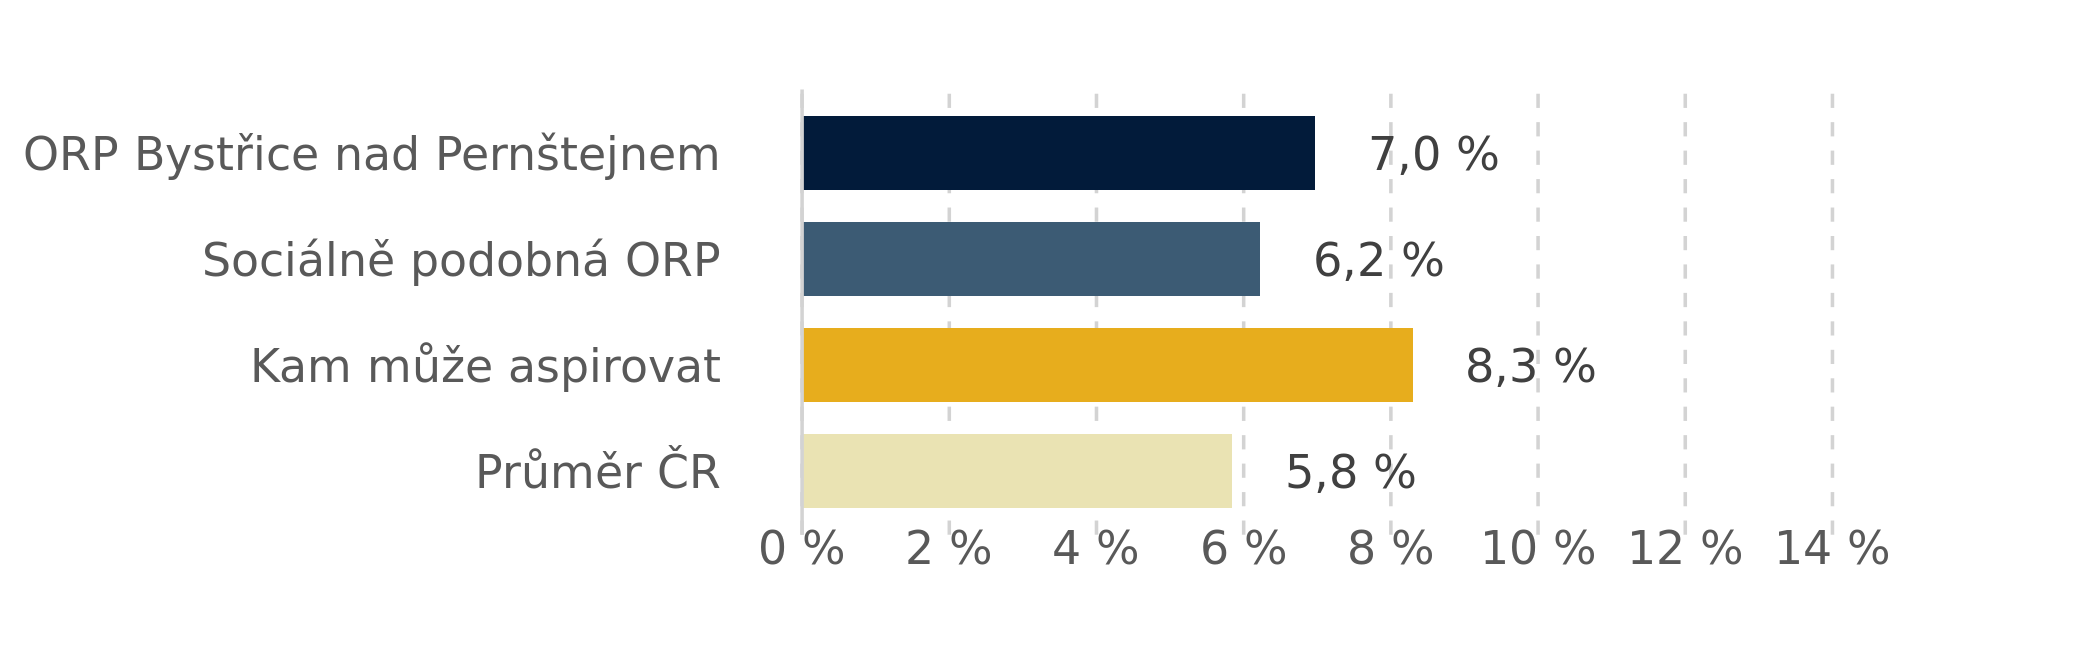 ORP Bystřice nad Pernštejnem 7,0 %
Sociálně podobná ORP 6,2 %
Kam může aspirovat 8,3 %
Průměr ČR 5,8 %
0 % 2 % 4 % 6 % 8 % 10 % 12 % 14 %